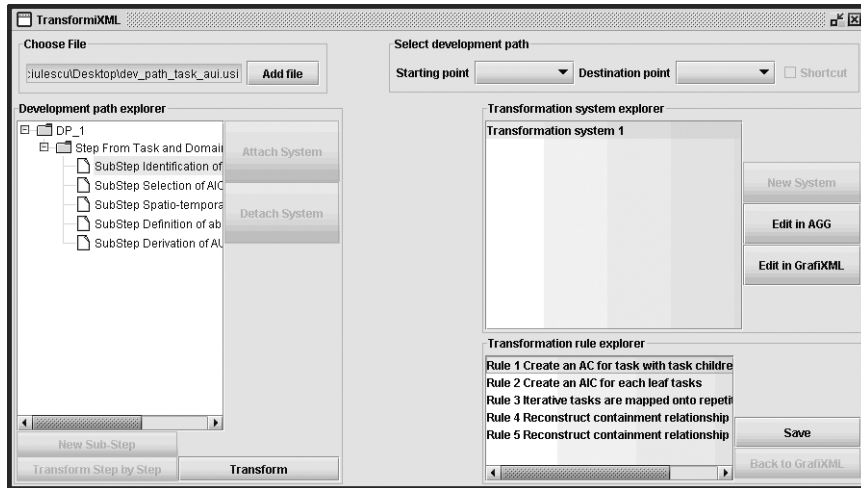 TransformiXML
Choose File
:iulescu\Desktop\dev_path_task_aui.usi
Add file
Select development path
Starting point
Destination point
Shortcut
Development path explorer
DP_1
Step From Task and Domain
SubStep Identification of
SubStep Selection of AIC
SubStep Spatio-tempora
SubStep Definition of ab
SubStep Derivation of AU
Attach System
Detach System
New Sub-Step
Transform Step by Step
Transform
Transformation system explorer
Transformation system 1
New System
Edit in AGG
Edit in GrafiXML
Transformation rule explorer
Rule 1 Create an AC for task with task childre
Rule 2 Create an AIC for each leaf tasks
Rule 3 Iterative tasks are mapped onto repetit
Rule 4 Reconstruct containment relationship
Rule 5 Reconstruct containment relationship
Save
Back to GrafiXML